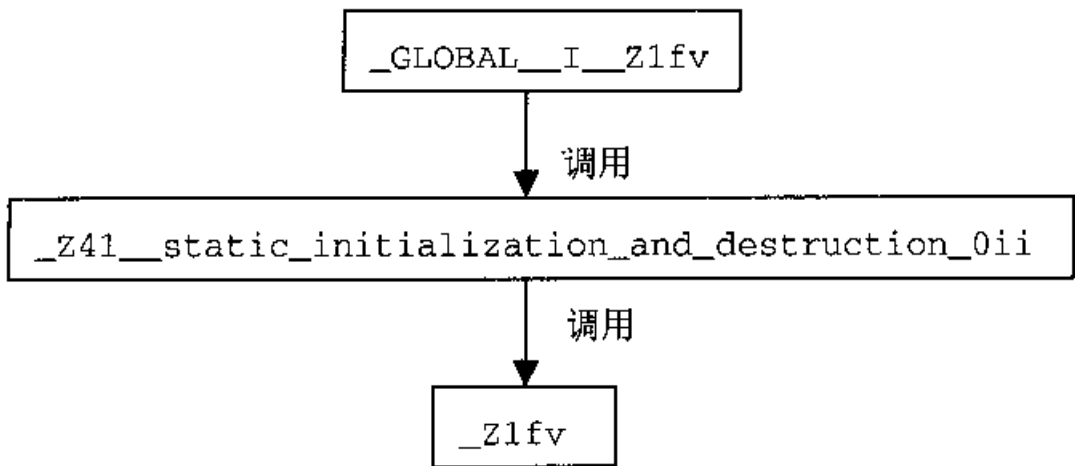 _GLOBAL__I__Z1fv
调用
_Z41__static_initialization_and_destruction_0ii
调用
_Z1fv